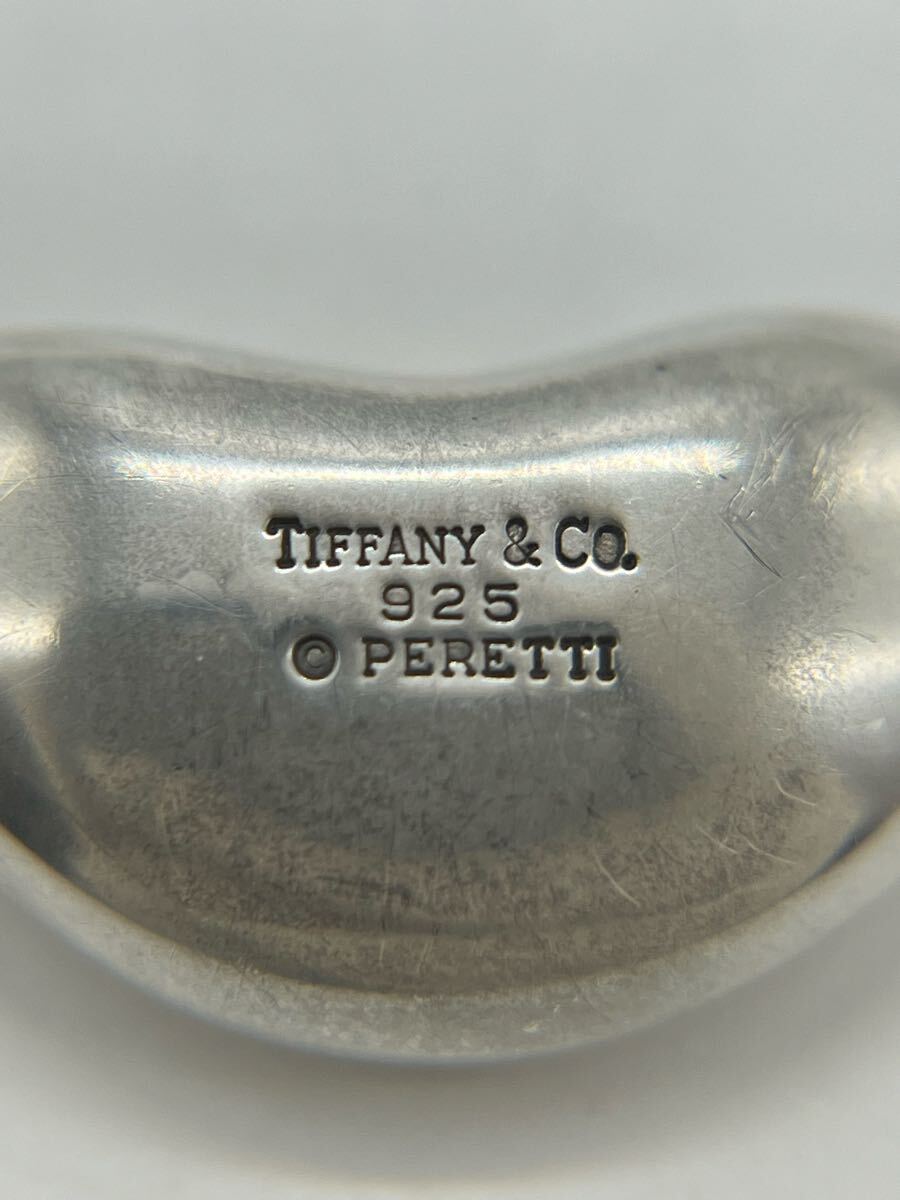 TIFFANY & CO.
925
© PERETTI